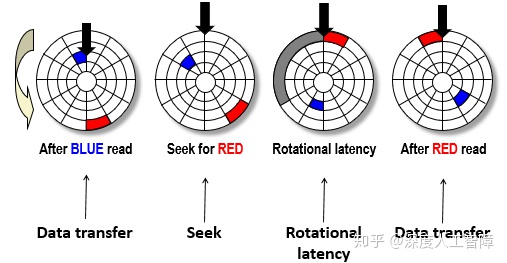 After BLUE read
Seek for RED
Rotational latency
After RED read
Data transfer
Seek
Rotational
latency
Data transfer
知乎 @深度人工智障